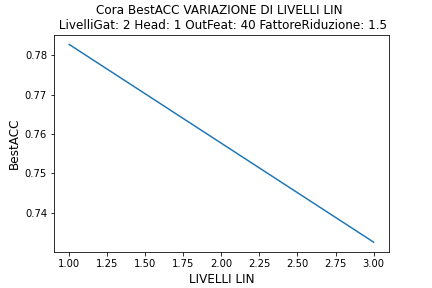 Cora BestACC VARIAZIONE DI LIVELLI LIN
LivelliGat: 2 Head: 1 OutFeat: 40 FattoreRiduzione: 1.5
0.78
0.77
0.76
0.75
0.74
BestACC
1.00 1.25 1.50 1.75 2.00 2.25 2.50 2.75 3.00
LIVELLI LIN